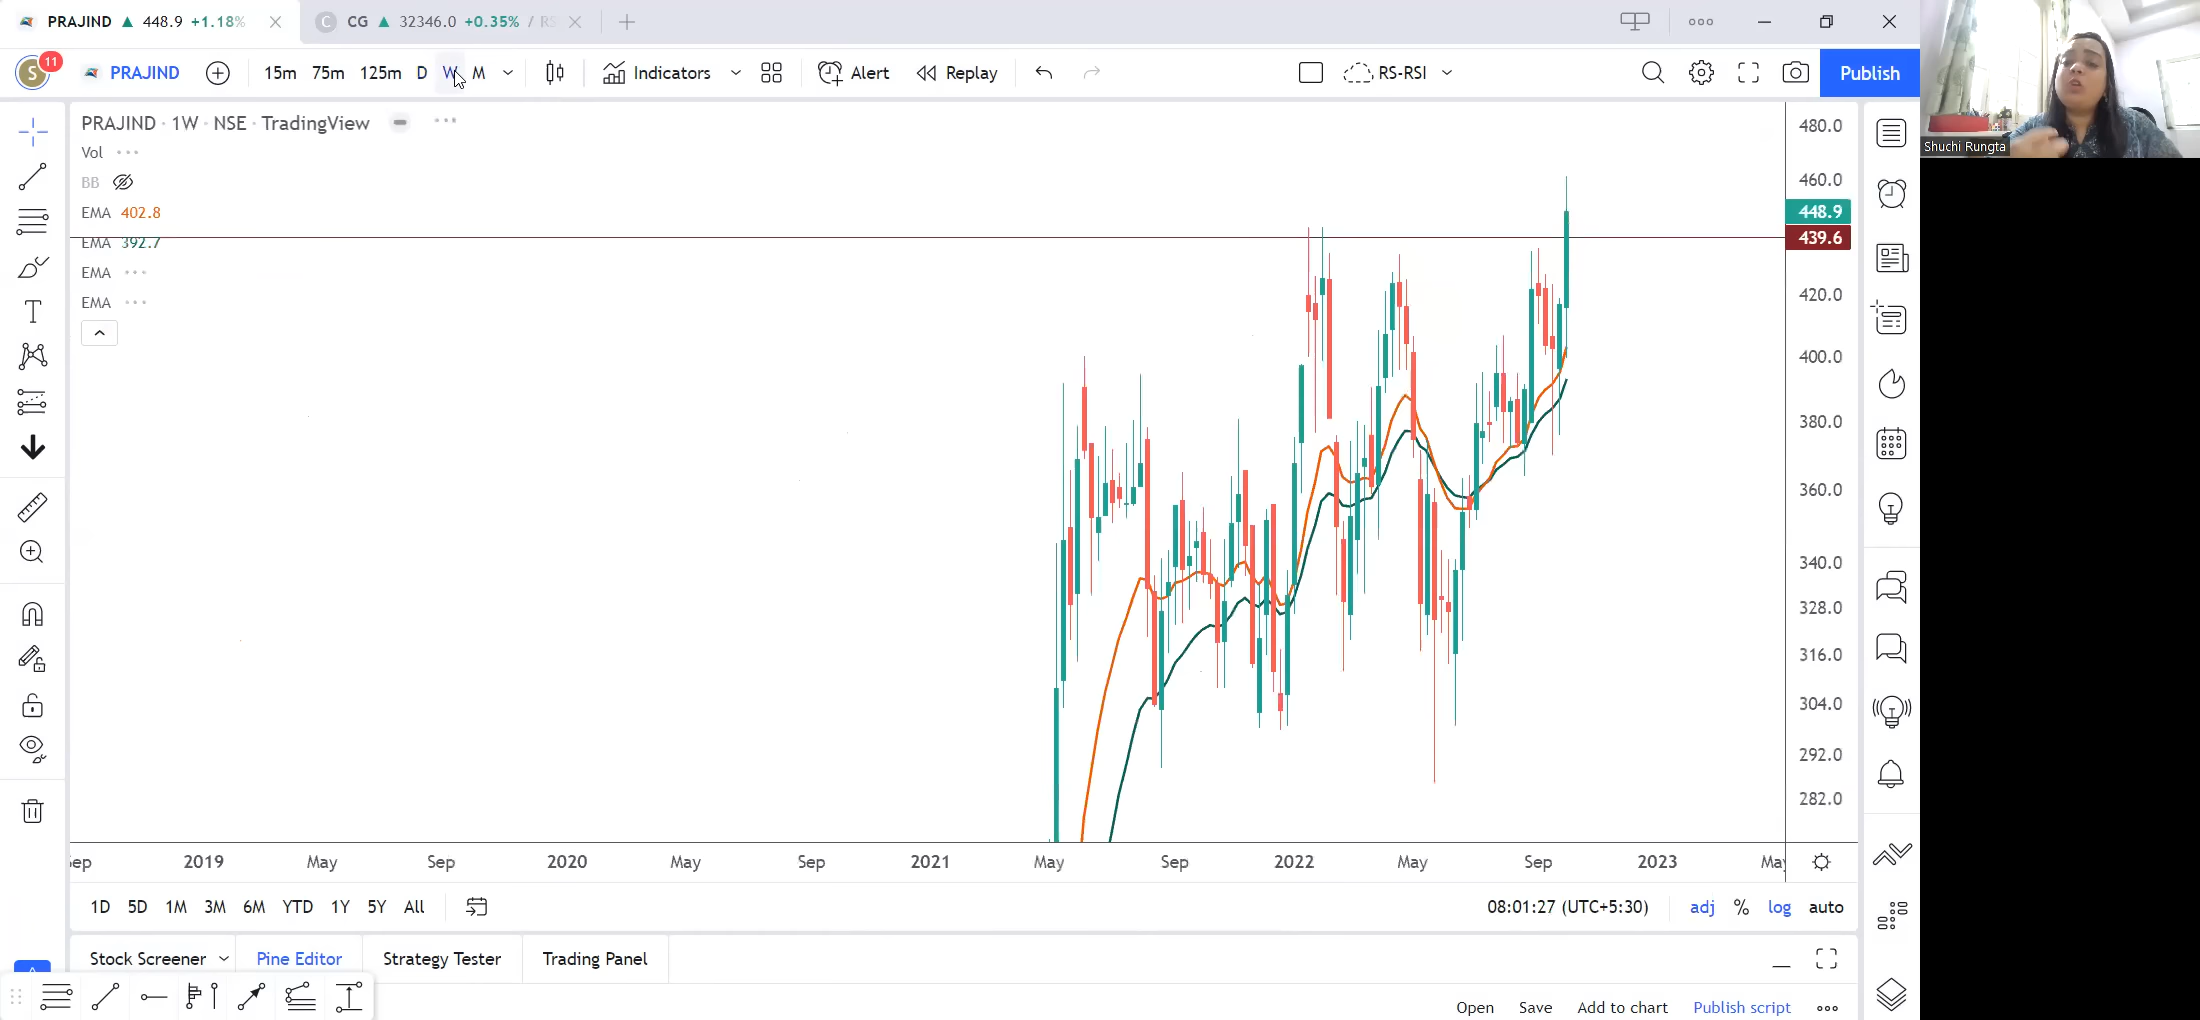 PRAJIND ▲ 448.9 +1.18%
C CG ▲ 32346.0 +0.35% / RS
S 11 PRAJIND 15m 75m 125m D W M Indicators Alert Replay RS-RSI Publish
Shuchi Rungta
PRAJIND · 1W · NSE · TradingView
Vol
BB
EMA 402.8
EMA 392.7
EMA
EMA
480.0
460.0
448.9
439.6
420.0
400.0
380.0
360.0
340.0
328.0
316.0
304.0
292.0
282.0
Sep 2019 May Sep 2020 May Sep 2021 May Sep 2022 May Sep 2023 May
1D 5D 1M 3M 6M YTD 1Y 5Y All 08:01:27 (UTC+5:30) adj % log auto
Stock Screener Pine Editor Strategy Tester Trading Panel
Open Save Add to chart Publish script